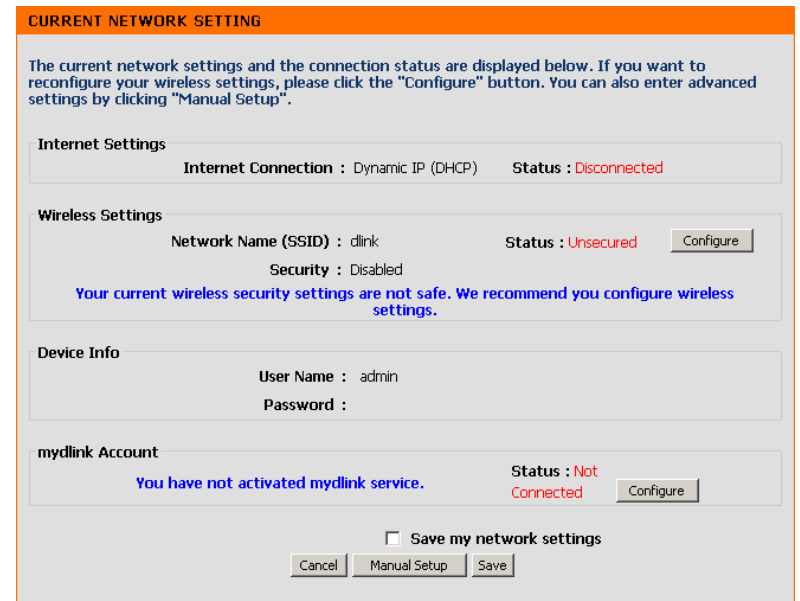 CURRENT NETWORK SETTING
The current network settings and the connection status are displayed below. If you want to
reconfigure your wireless settings, please click the "Configure" button. You can also enter advanced
settings by clicking "Manual Setup".
Internet Settings
Internet Connection : Dynamic IP (DHCP) Status : Disconnected
Wireless Settings
Network Name (SSID) : dlink Status : Unsecured Configure
Security : Disabled
Your current wireless security settings are not safe. We recommend you configure wireless
settings.
Device Info
User Name : admin
Password :
mydlink Account
You have not activated mydlink service. Status : Not
Connected Configure
Save my network settings
Cancel Manual Setup Save